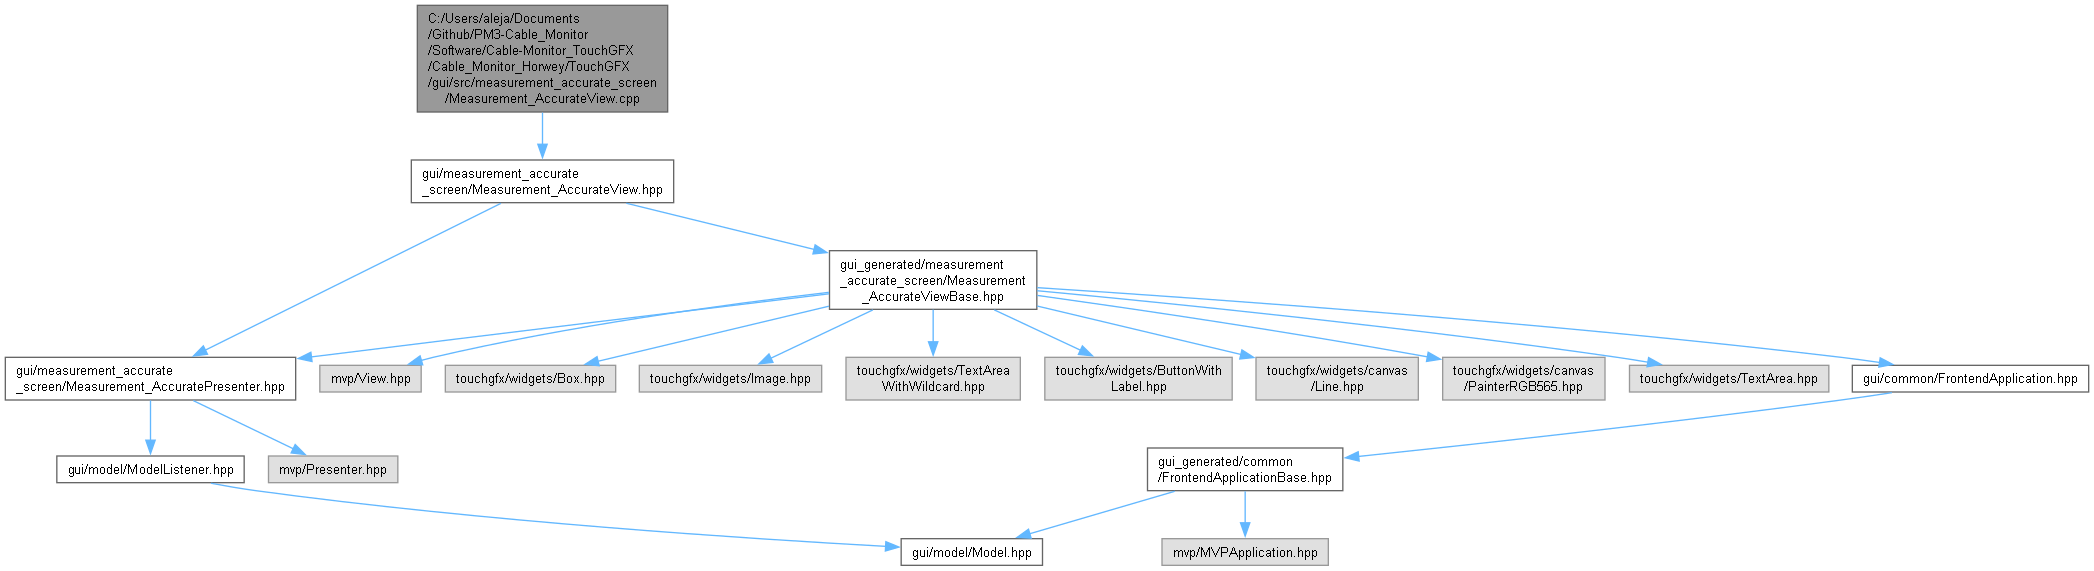 C:/Users/aleja/Documents
/Github/PM3-Cable_Monitor
/Software/Cable-Monitor_TouchGFX
/Cable_Monitor_Horwey/TouchGFX
/gui/src/measurement_accurate_screen
/Measurement_AccurateView.cpp
gui/measurement_accurate
_screen/Measurement_AccurateView.hpp
gui_generated/measurement
_accurate_screen/Measurement
_AccurateViewBase.hpp
gui/measurement_accurate
_screen/Measurement_AccuratePresenter.hpp
mvp/View.hpp
touchgfx/widgets/Box.hpp
touchgfx/widgets/Image.hpp
touchgfx/widgets/TextArea
WithWildcard.hpp
touchgfx/widgets/ButtonWith
Label.hpp
touchgfx/widgets/canvas
/Line.hpp
touchgfx/widgets/canvas
/PainterRGB565.hpp
touchgfx/widgets/TextArea.hpp
gui/common/FrontendApplication.hpp
gui/model/ModelListener.hpp
mvp/Presenter.hpp
gui_generated/common
/FrontendApplicationBase.hpp
gui/model/Model.hpp
mvp/MVPApplication.hpp